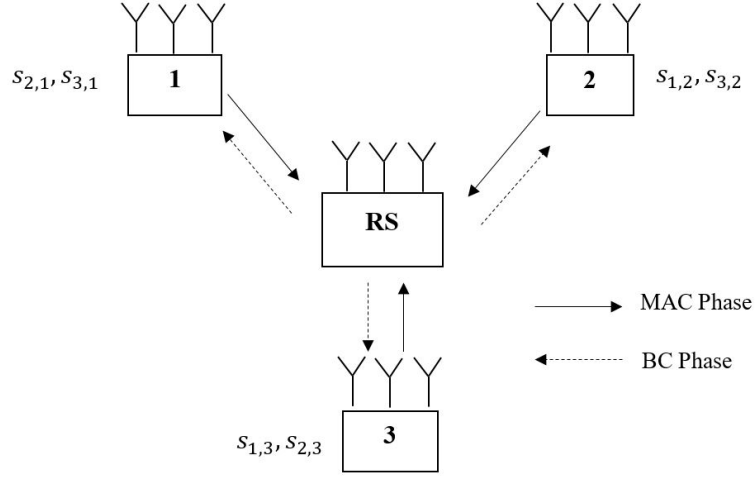 s_{2,1}, s_{3,1}
1
2
s_{1,2}, s_{3,2}
RS
MAC Phase
BC Phase
3
s_{1,3}, s_{2,3}